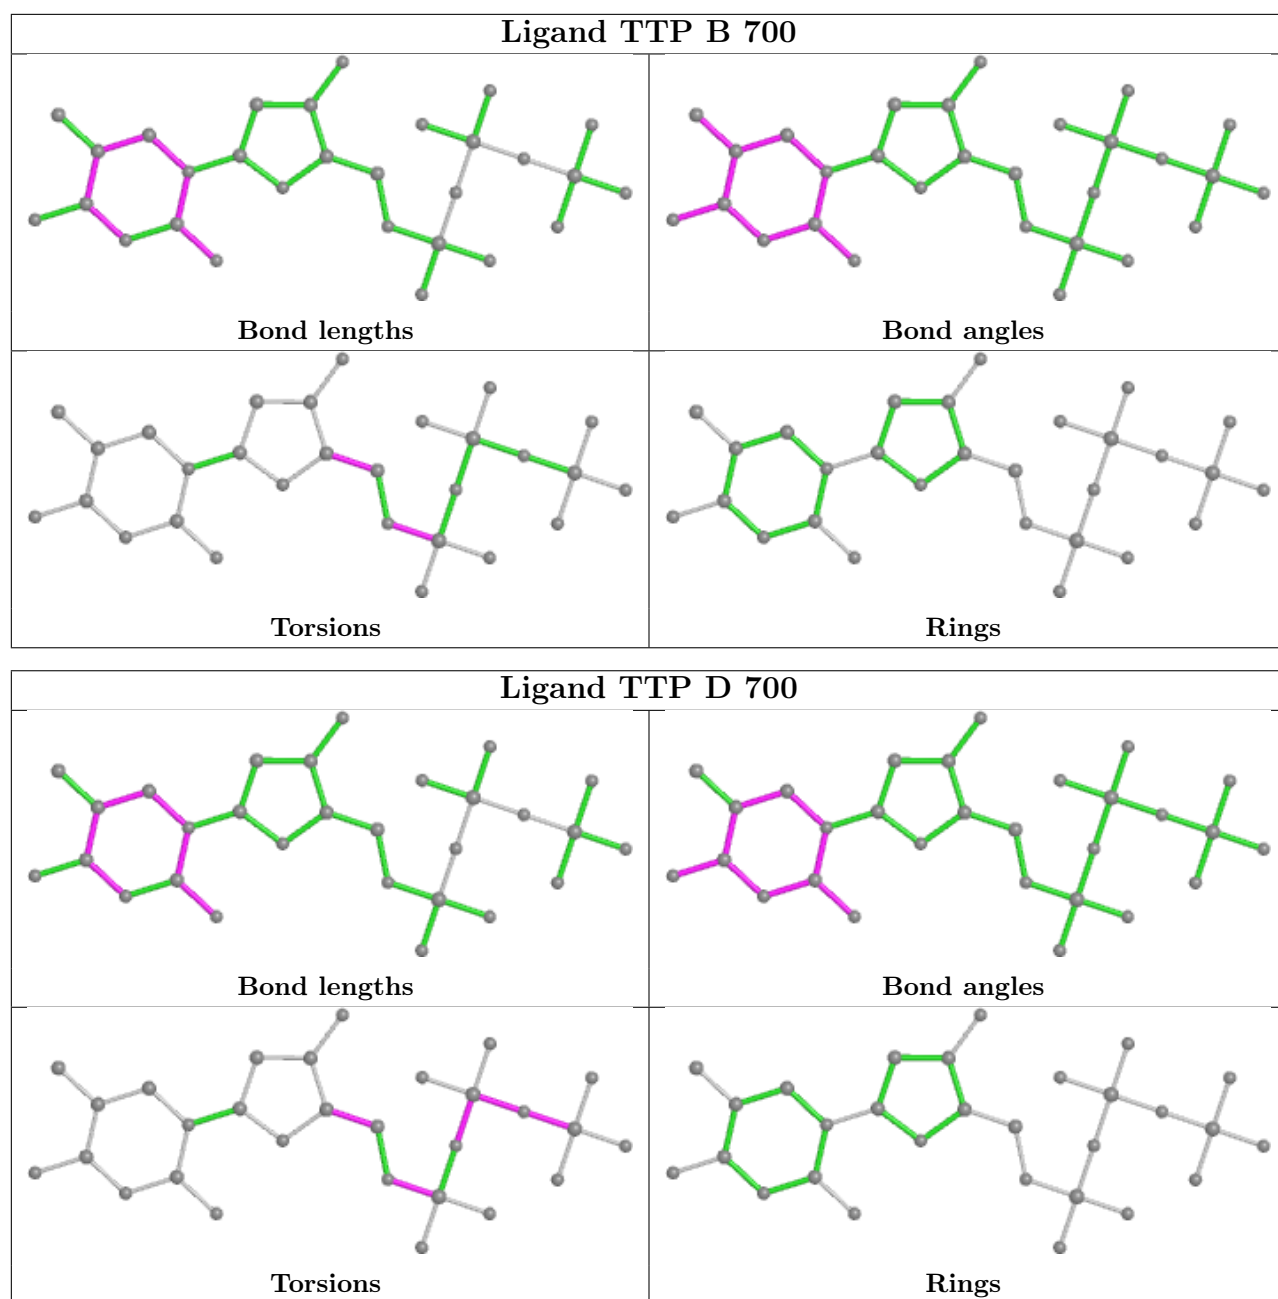 Ligand TTP B 700
Bond lengths
Bond angles
Torsions
Rings
Ligand TTP D 700
Bond lengths
Bond angles
Torsions
Rings